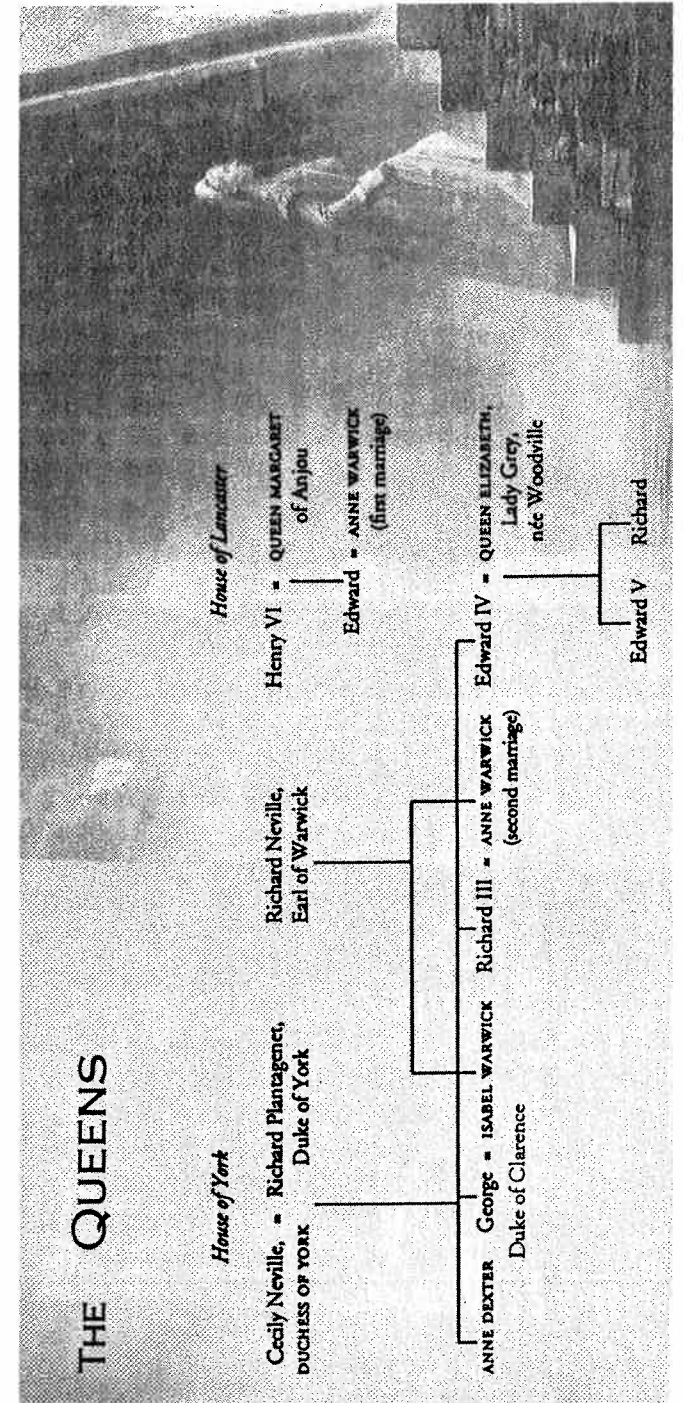 THE QUEENS
House of York
House of Lancaster
Cecily Neville, = Richard Plantagenet,
DUCHESS OF YORK Duke of York
Richard Neville,
Earl of Warwick
Henry VI = QUEEN MARGARET
of Anjou
Edward = ANNE WARWICK
(first marriage)
ANNE DEXTER George = ISABEL WARWICK Richard III = ANNE WARWICK Edward IV = QUEEN ELIZABETH,
Duke of Clarence (second marriage) Lady Grey,
née Woodville
Edward V Richard